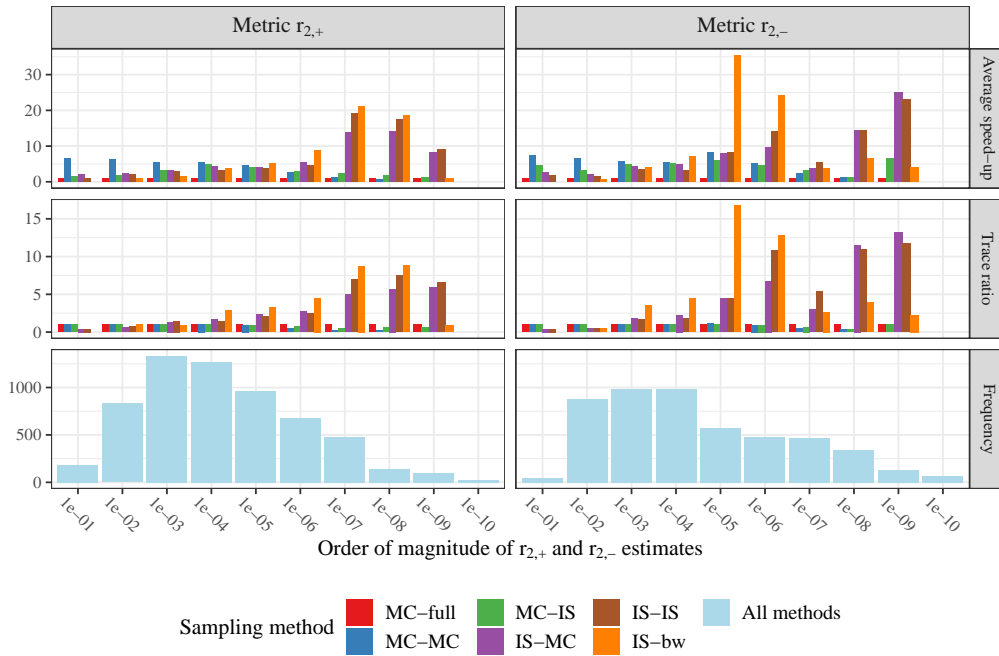 Metric r2,+
Metric r2,−
30
20
10
0
Average speed−up
15
10
5
0
Trace ratio
1000
500
0
Frequency
1e−01
1e−02
1e−03
1e−04
1e−05
1e−06
1e−07
1e−08
1e−09
1e−10
1e−01
1e−02
1e−03
1e−04
1e−05
1e−06
1e−07
1e−08
1e−09
1e−10
Order of magnitude of r2,+ and r2,− estimates
Sampling method
MC−full
MC−IS
IS−IS
All methods
MC−MC
IS−MC
IS−bw